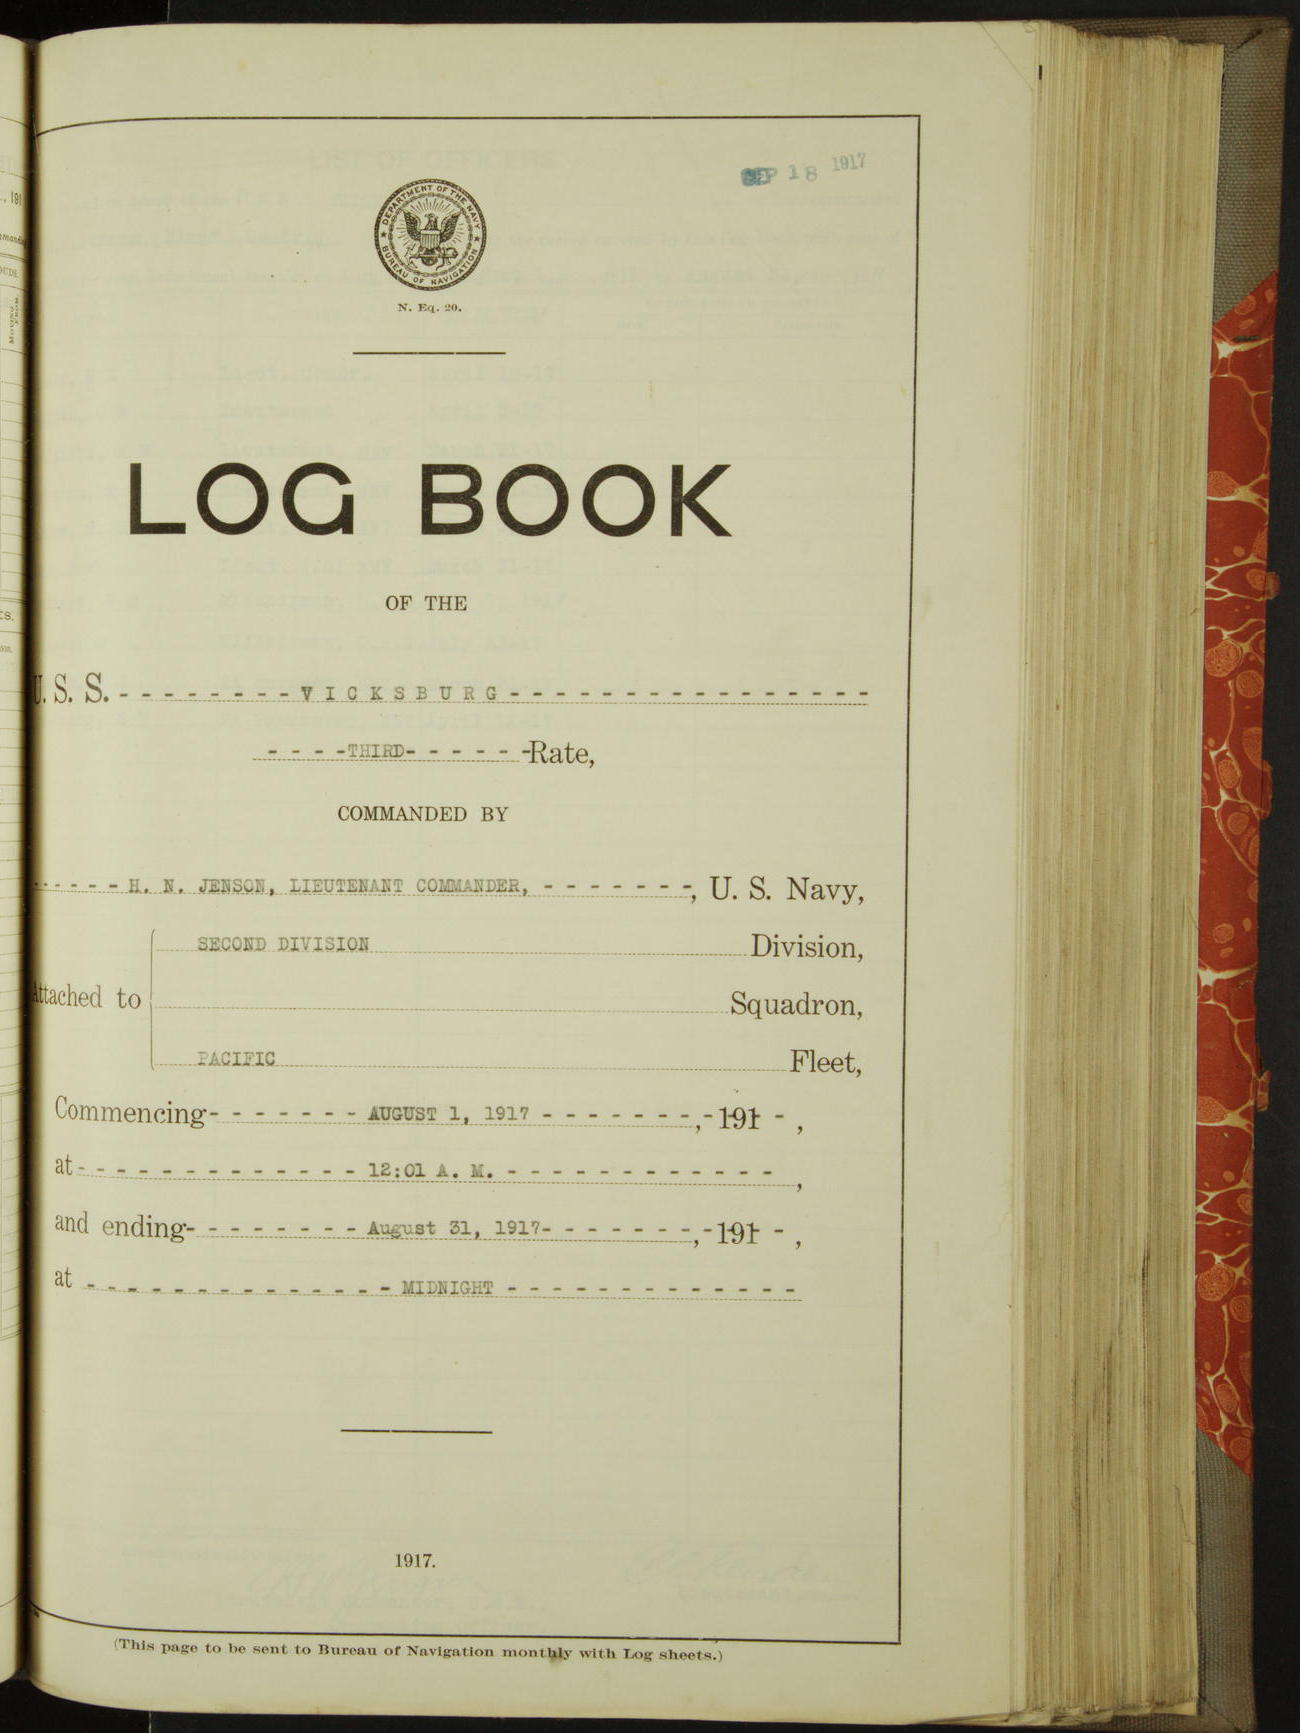 SEP 18 1917
DEPARTMENT OF THE NAVY
BUREAU OF NAVIGATION
N. Eq. 20.
LOG BOOK
OF THE
U. S. S. - - - - - - - - VICKSBURG - - - - - - - - - - - - - - - -
- - - -THIRD- - - - - -Rate,
COMMANDED BY
- - - - - - H. N. JENSON, LIEUTENANT COMMANDER, - - - - - - -, U. S. Navy,
SECOND DIVISION Division,
Attached to Squadron,
PACIFIC Fleet,
Commencing- - - - - - - AUGUST 1, 1917 - - - - - - -,- 191 - ,
at- - - - - - - - - - - - - 12:01 A. M. - - - - - - - - - - - - ,
and ending- - - - - - - - August 31, 1917- - - - - - -,- 191 - ,
at - - - - - - - - - - - - - - MIDNIGHT - - - - - - - - - - - - -
1917.
(This page to be sent to Bureau of Navigation monthly with Log sheets.)